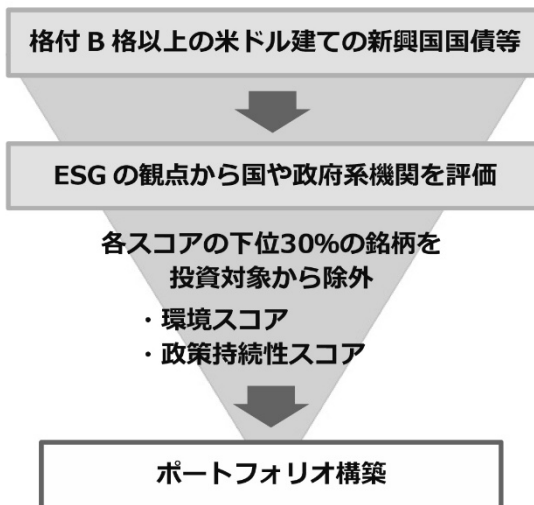 格付 B 格以上の米ドル建ての新興国国債等
ESG の観点から国や政府系機関を評価
各スコアの下位30%の銘柄を
投資対象から除外
・環境スコア
・政策持続性スコア
ポートフォリオ構築